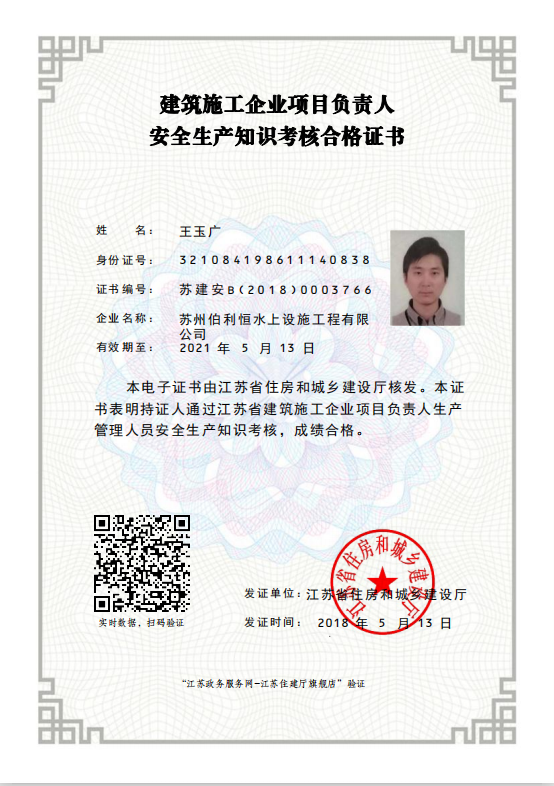 建筑施工企业项目负责人
安全生产知识考核合格证书
姓 名： 王玉广
身份证号： 321084198611140838
证书编号： 苏建安B(2018)0003766
企业名称： 苏州伯利恒水上设施工程有限
公司
有效期至： 2021 年 5 月 13 日
本电子证书由江苏省住房和城乡建设厅核发。本证
书表明持证人通过江苏省建筑施工企业项目负责人生产
管理人员安全生产知识考核，成绩合格。
江苏省住房和城乡建设厅
实时数据，扫码验证
发证单位：江苏省住房和城乡建设厅
发证时间： 2018 年 5 月 13 日
“江苏政务服务网—江苏住建厅旗舰店”验证